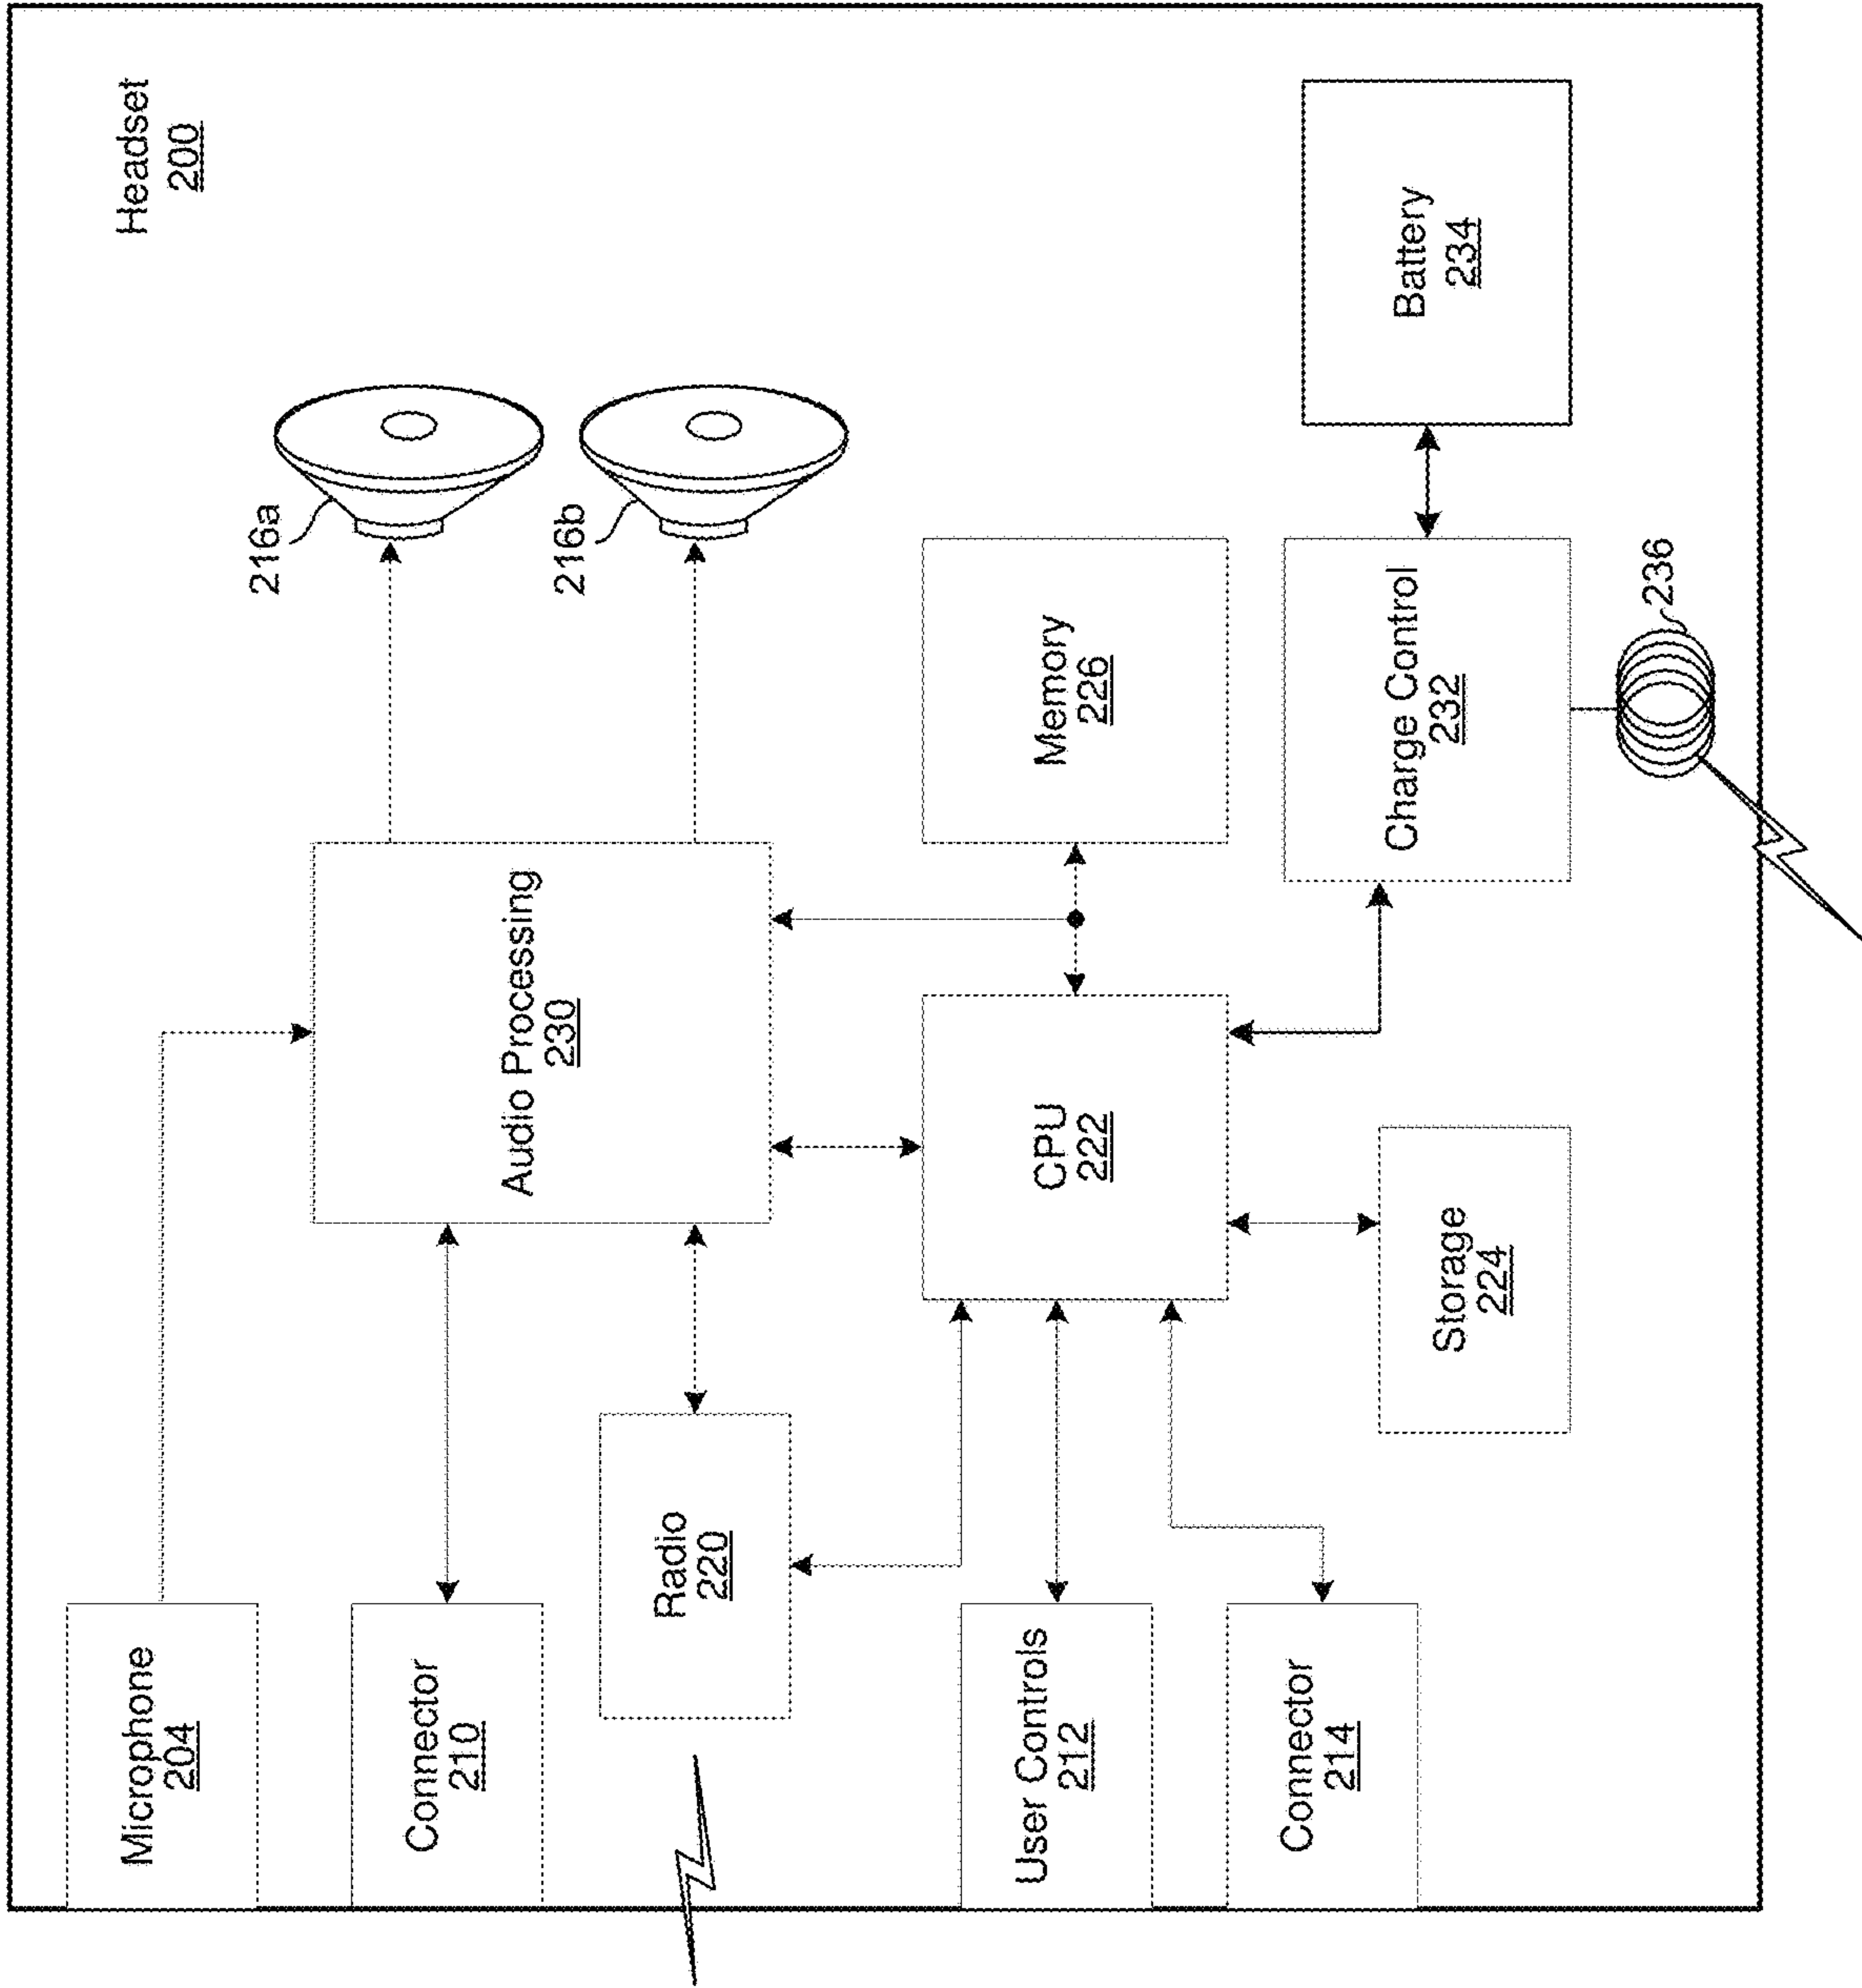 Headset
200
Microphone
204
Connector
210
Radio
220
User Controls
212
Connector
214
Audio Processing
230
CPU
222
Storage
224
216a
216b
Memory
226
Charge Control
232
236
Battery
234